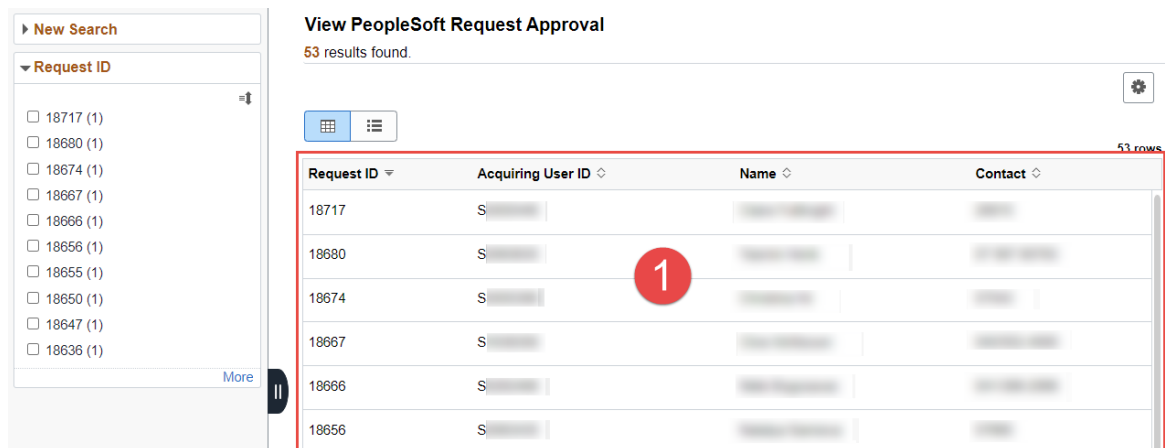 New Search
Request ID
18717 (1)
18680 (1)
18674 (1)
18667 (1)
18666 (1)
18656 (1)
18655 (1)
18650 (1)
18647 (1)
18636 (1)
More
View PeopleSoft Request Approval
53 results found.
53 rows
Request ID Acquiring User ID Name Contact
18717 S
18680 S
1
18674 S
18667 S
18666 S
18656 S